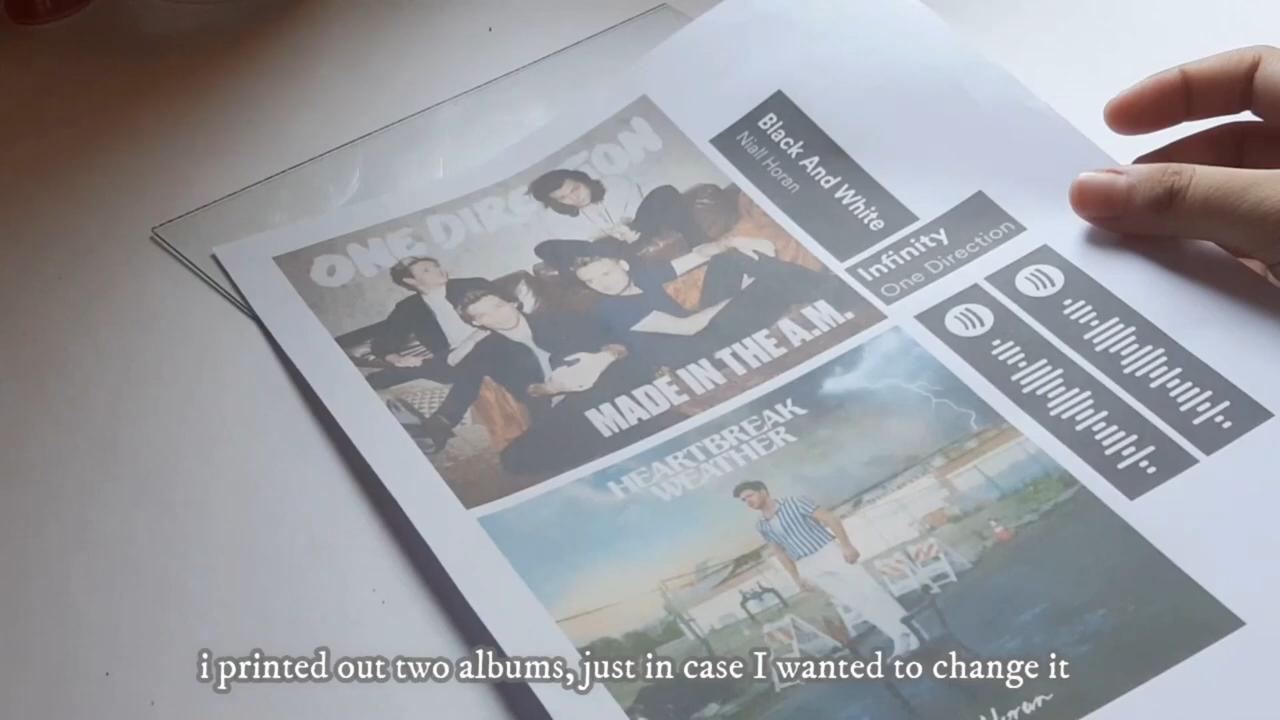 ONE DIRECTION
MADE IN THE A.M.
Black And White
Niall Horan
Infinity
One Direction
HEARTBREAK
WEATHER
Horan
i printed out two albums, just in case I wanted to change it